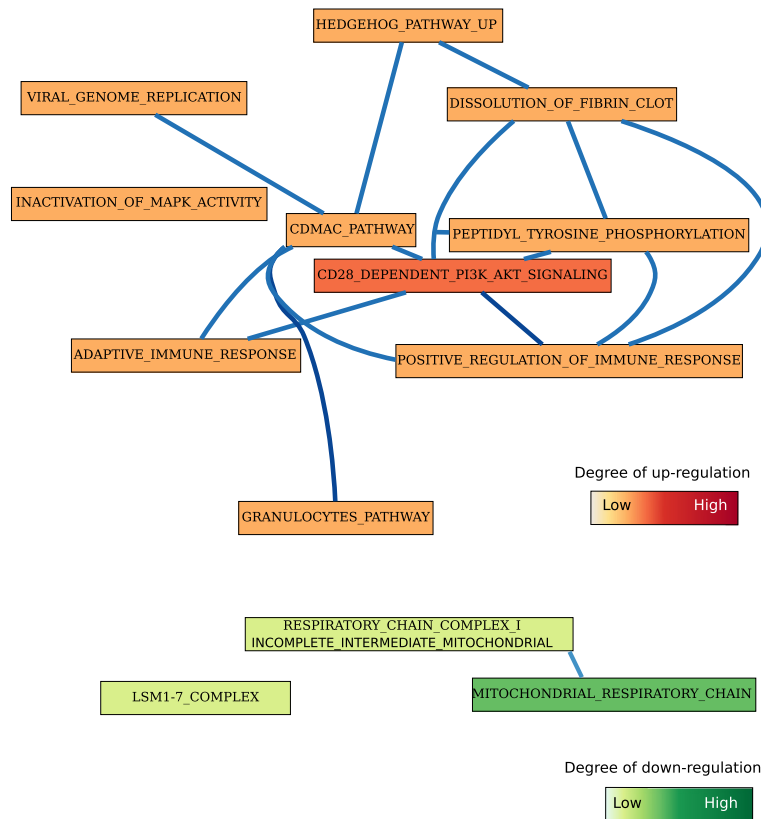 HEDGEHOG_PATHWAY_UP
VIRAL_GENOME_REPLICATION
DISSOLUTION_OF_FIBRIN_CLOT
INACTIVATION_OF_MAPK_ACTIVITY
CDMAC_PATHWAY
PEPTIDYL_TYROSINE_PHOSPHORYLATION
CD28_DEPENDENT_PI3K_AKT_SIGNALING
ADAPTIVE_IMMUNE_RESPONSE
POSITIVE_REGULATION_OF_IMMUNE_RESPONSE
Degree of up-regulation
Low High
GRANULOCYTES_PATHWAY
RESPIRATORY_CHAIN_COMPLEX_I
INCOMPLETE_INTERMEDIATE_MITOCHONDRIAL
LSM1-7_COMPLEX
MITOCHONDRIAL_RESPIRATORY_CHAIN
Degree of down-regulation
Low High